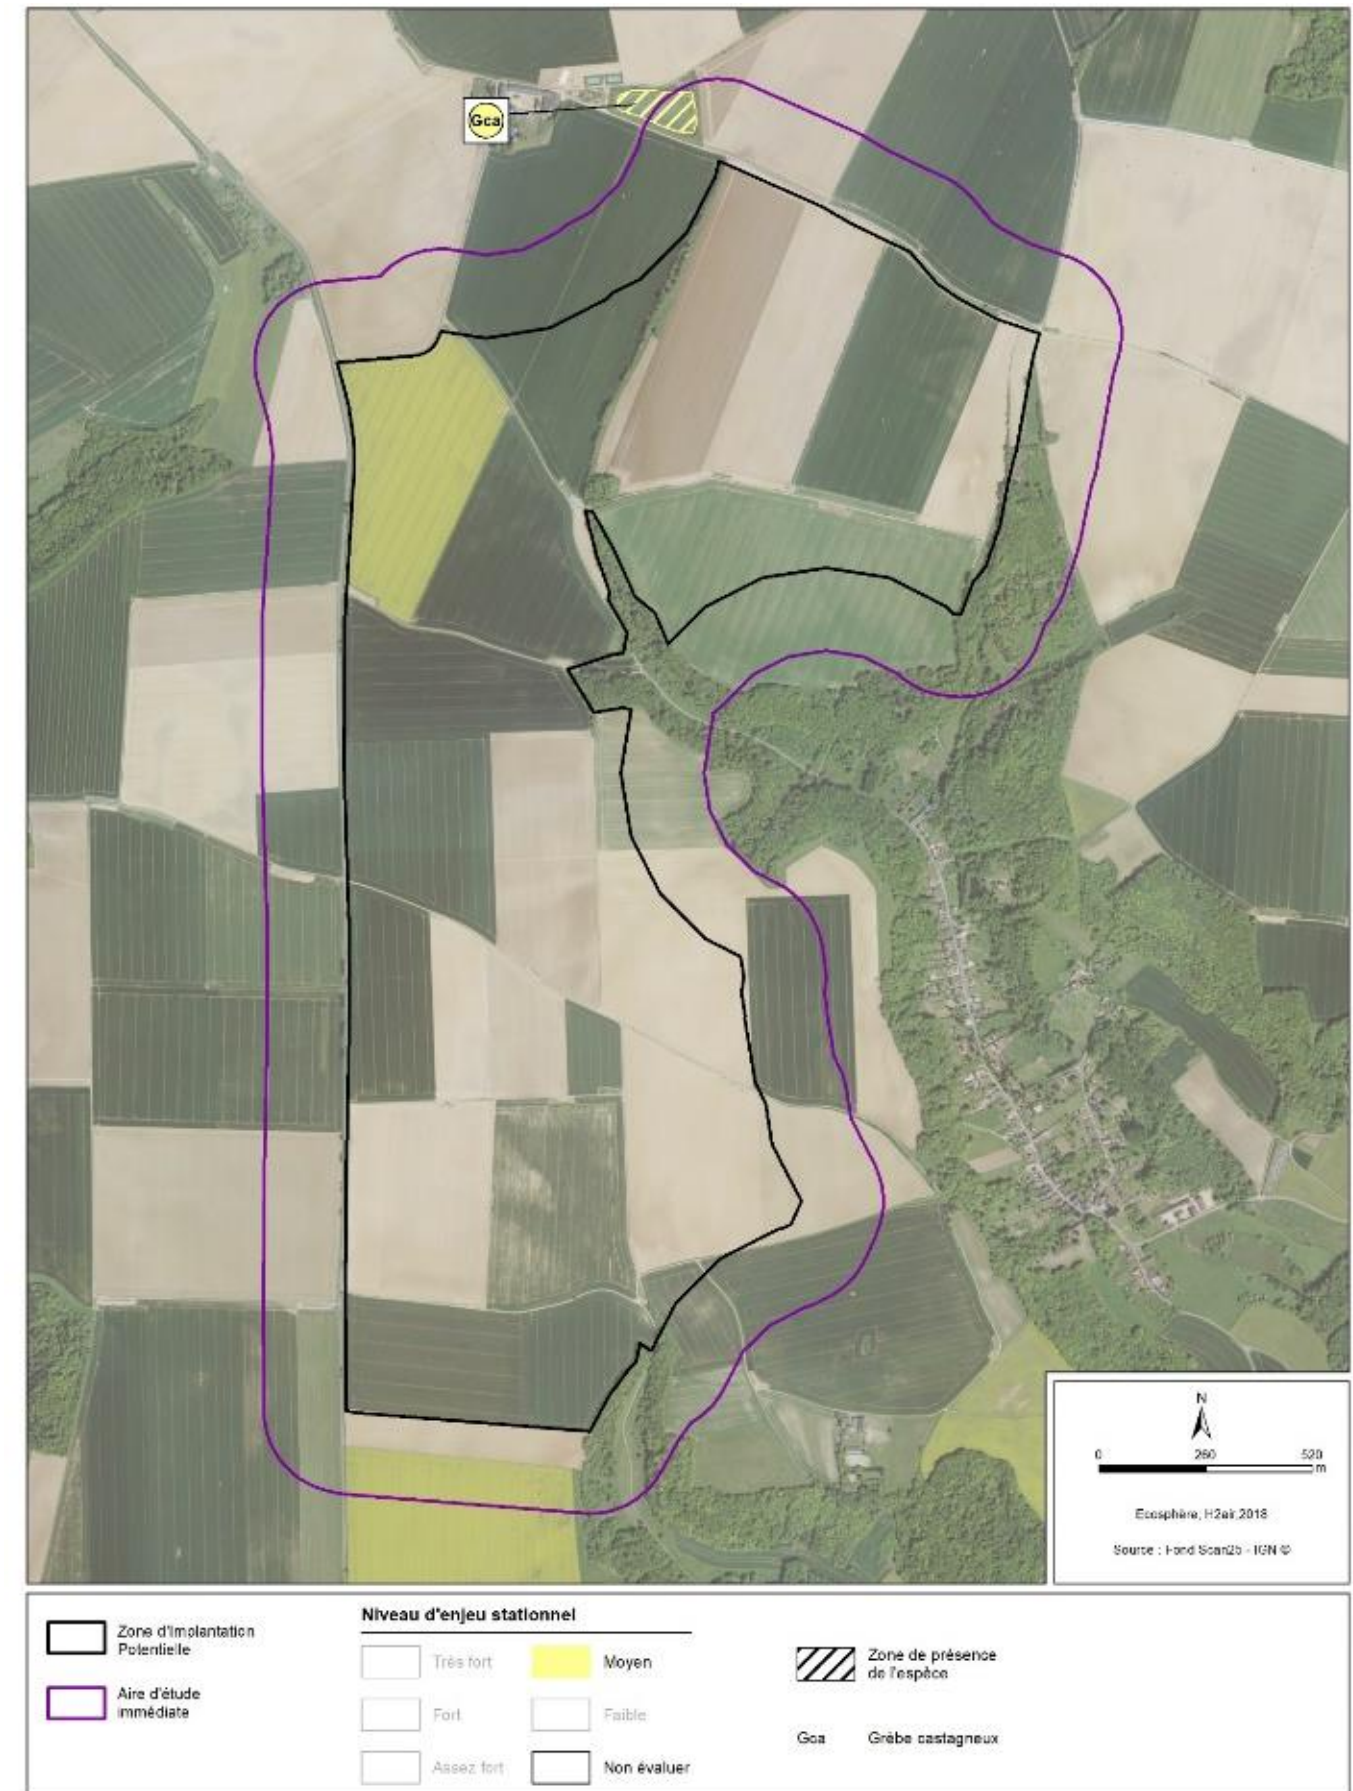 Gca
N
0 260 520
m
Ecosphère, H2air, 2018
Source : Fond Scan25 - IGN ©
Zone d'Implantation
Potentielle
Aire d'étude
immédiate
Niveau d'enjeu stationnel
Très fort
Moyen
Fort
Faible
Assez fort
Non évaluer
Zone de présence
de l'espèce
Gca Grèbe castagneux